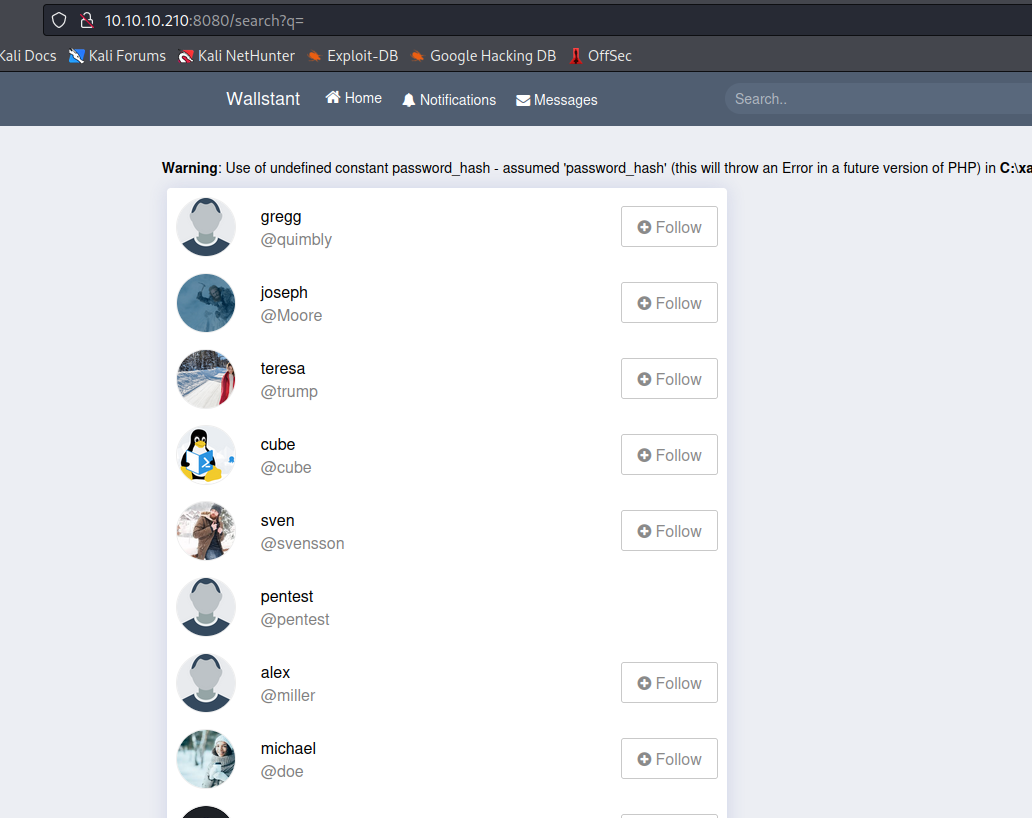 10.10.10.210:8080/search?q=
Kali Docs Kali Forums Kali NetHunter Exploit-DB Google Hacking DB OffSec
Wallstant Home Notifications Messages Search..
Warning: Use of undefined constant password_hash - assumed 'password_hash' (this will throw an Error in a future version of PHP) in C:\xa
gregg
@quimbly
Follow
joseph
@Moore
Follow
teresa
@trump
Follow
cube
@cube
Follow
sven
@svensson
Follow
pentest
@pentest
alex
@miller
Follow
michael
@doe
Follow